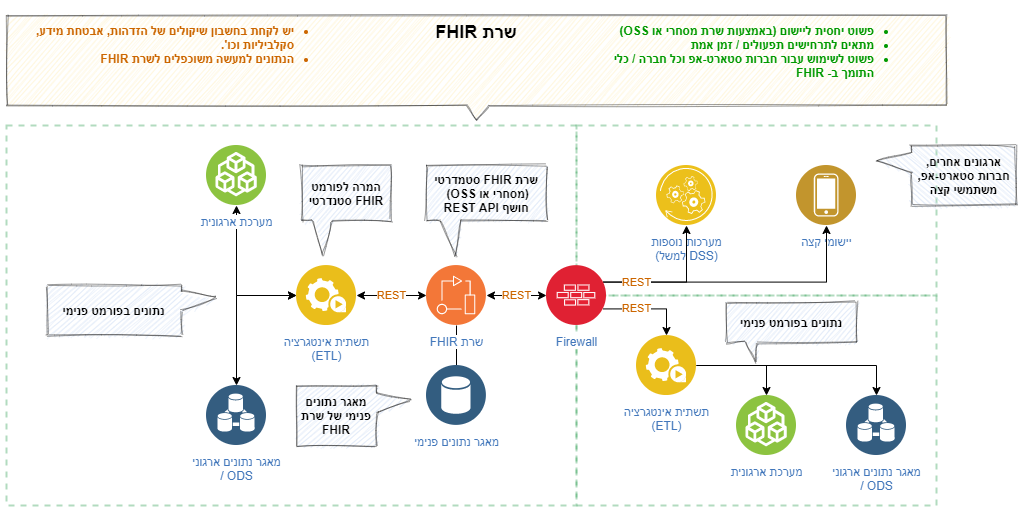 שרת FHIR
פשוט יחסית ליישום (באמצעות שרת מסחרי או OSS)
מתאים לתרחישים תפעולים / זמן אמת
פשוט לשימוש עבור חברות סטארט-אפ וכל חברה / כלי
התומך ב- FHIR
יש לקחת בחשבון שיקולים של הזדהות, אבטחת מידע,
סקלביליות וכו'.
הנתונים למעשה משוכפלים לשרת FHIR
ארגונים אחרים,
חברות סטארט-אפ,
משתמשי קצה
יישומי קצה
מערכות נוספות
(DSS למשל)
שרת FHIR סטמדרטי
(מסחרי או OSS)
חושף REST API
המרה לפורמט
FHIR סטנדרטי
מערכת ארגונית
נתונים בפורמט פנימי
REST
REST
REST
REST
תשתית אינטגרציה
(ETL)
שרת FHIR
Firewall
נתונים בפורמט פנימי
תשתית אינטגרציה
(ETL)
מאגר נתונים
פנימי של שרת
FHIR
מאגר נתונים פנימי
מאגר נתונים ארגוני
/ ODS
מערכת ארגונית
מאגר נתונים ארגוני
/ ODS